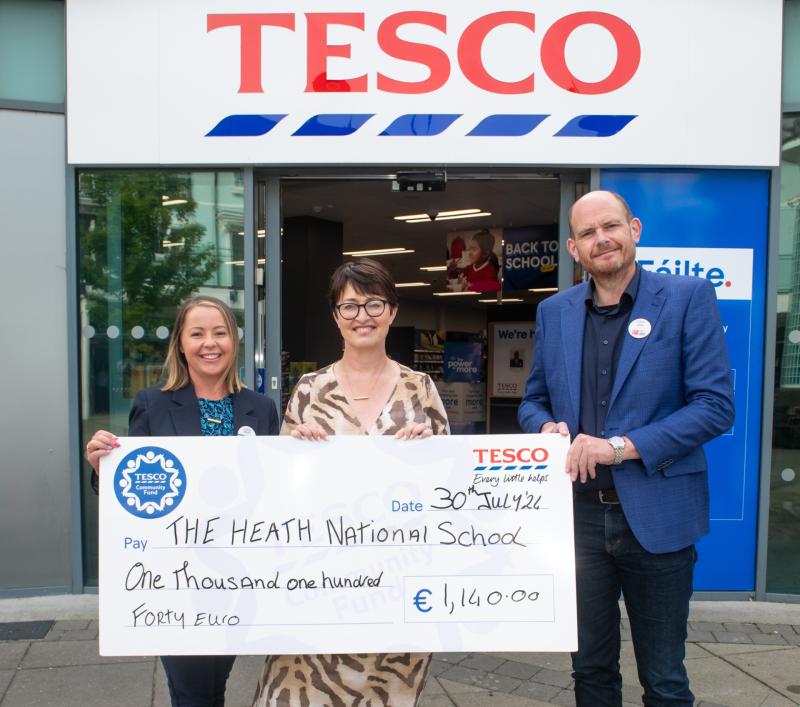 TESCO
BACK TO
SCHOOL
Fáilte.
We're h
power
more
TESCO
TESCO
Community
Fund
TESCO
Every little helps
Date 30th July '24
Pay THE HEATH National School
One thousand one hundred
Forty Euro
€ 1,140.00